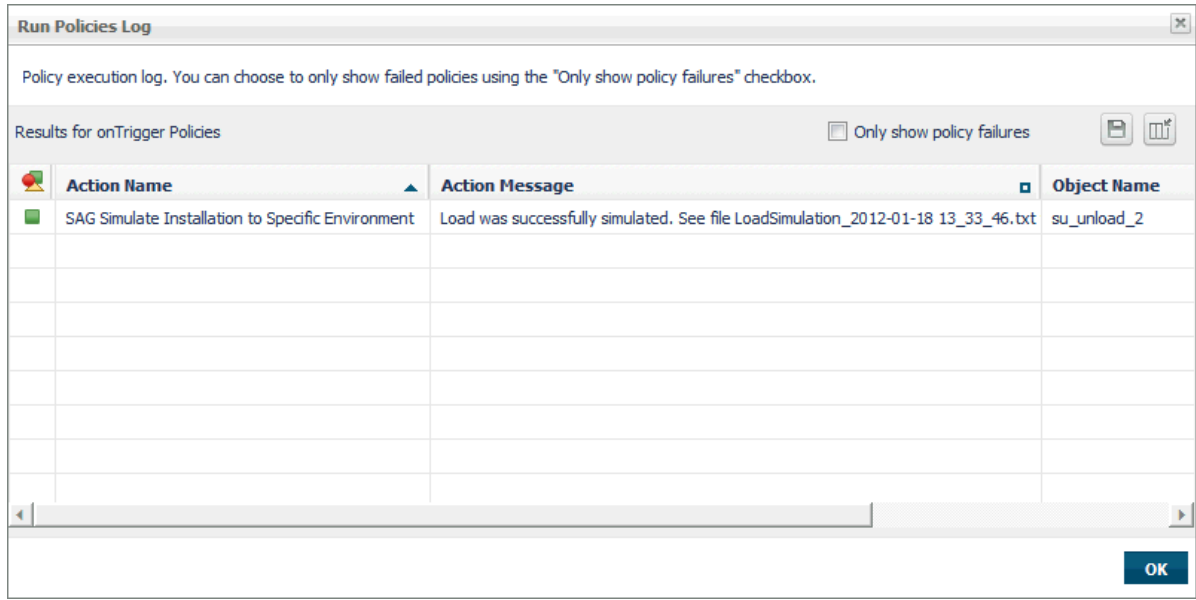 Run Policies Log
Policy execution log. You can choose to only show failed policies using the "Only show policy failures" checkbox.
Results for onTrigger Policies Only show policy failures
Action Name Action Message Object Name
SAG Simulate Installation to Specific Environment Load was successfully simulated. See file LoadSimulation_2012-01-18 13_33_46.txt su_unload_2
OK